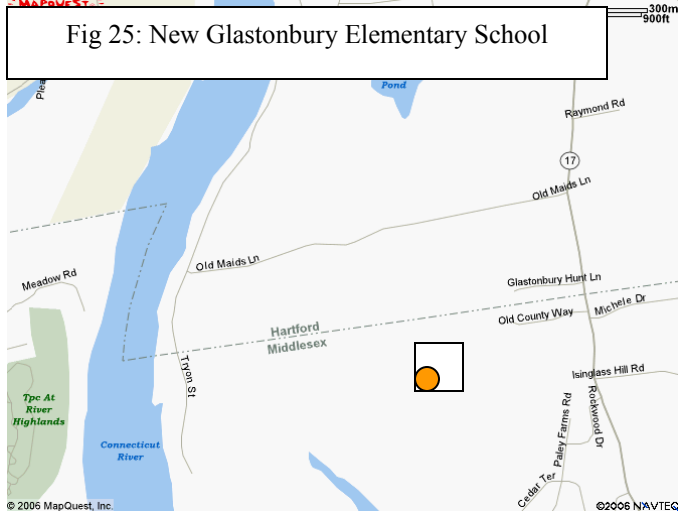 MAPQUEST
300m
900ft
Fig 25: New Glastonbury Elementary School
Pond
Raymond Rd
17
Old Maids Ln
Old Maids Ln
Meadow Rd
Glastonbury Hunt Ln
Michele Dr
Old County Way
Hartford
Middlesex
Tryon St
Isinglass Hill Rd
Rockwood Dr
Paley Farms Rd
Tpc At
River
Highlands
Connecticut
River
Cedar Ter
© 2006 MapQuest, Inc.
©2006 NAVTEQ